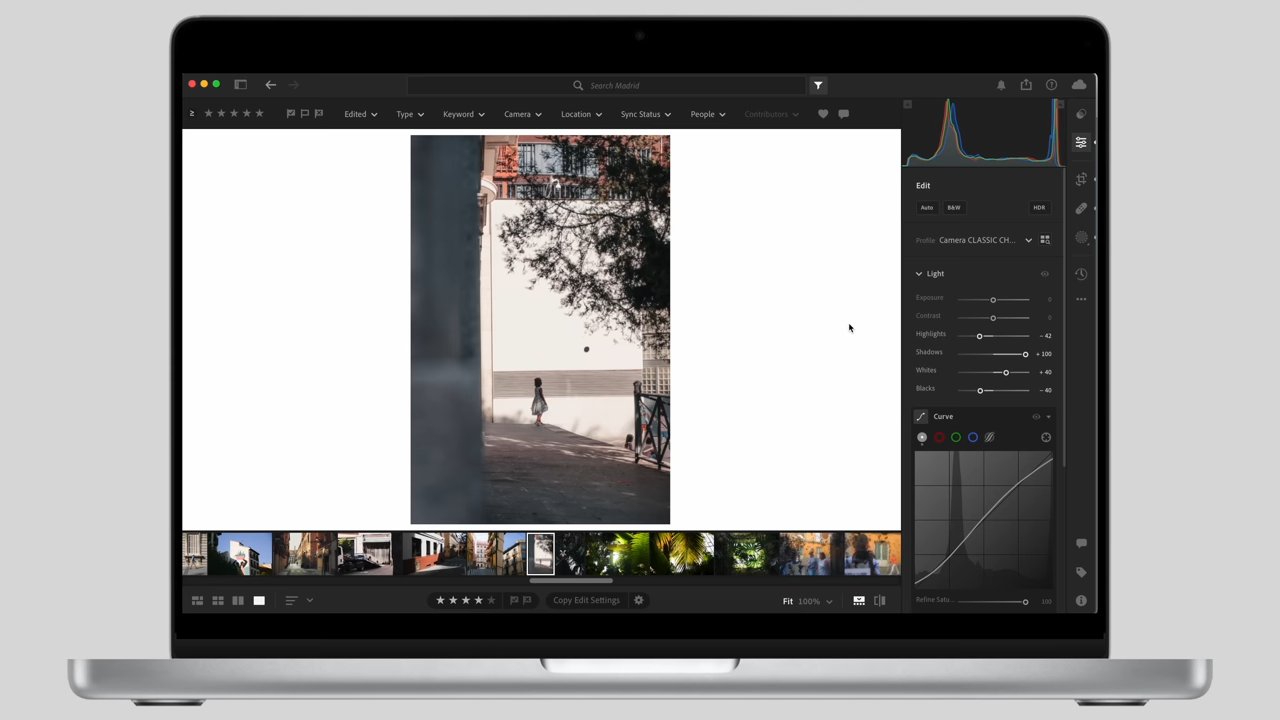 Search Madrid
≥ Edited Type Keyword Camera Location Sync Status People Contributors
Edit
Auto B&W HDR
Profile Camera CLASSIC CH...
Light
Exposure 0
Contrast 0
Highlights - 42
Shadows + 100
Whites + 40
Blacks - 40
Curve
Refine Satu... 100
Copy Edit Settings
Fit 100%